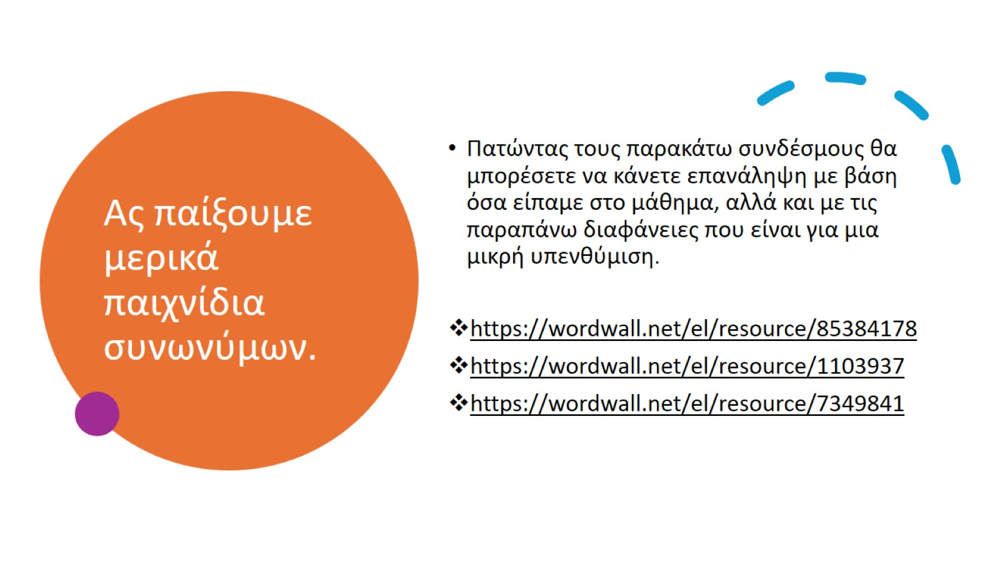 Ας παίξουμε
μερικά
παιχνίδια
συνωνύμων.
• Πατώντας τους παρακάτω συνδέσμους θα
μπορέσετε να κάνετε επανάληψη με βάση
όσα είπαμε στο μάθημα, αλλά και με τις
παραπάνω διαφάνειες που είναι για μια
μικρή υπενθύμιση.
❖https://wordwall.net/el/resource/85384178
❖https://wordwall.net/el/resource/1103937
❖https://wordwall.net/el/resource/7349841